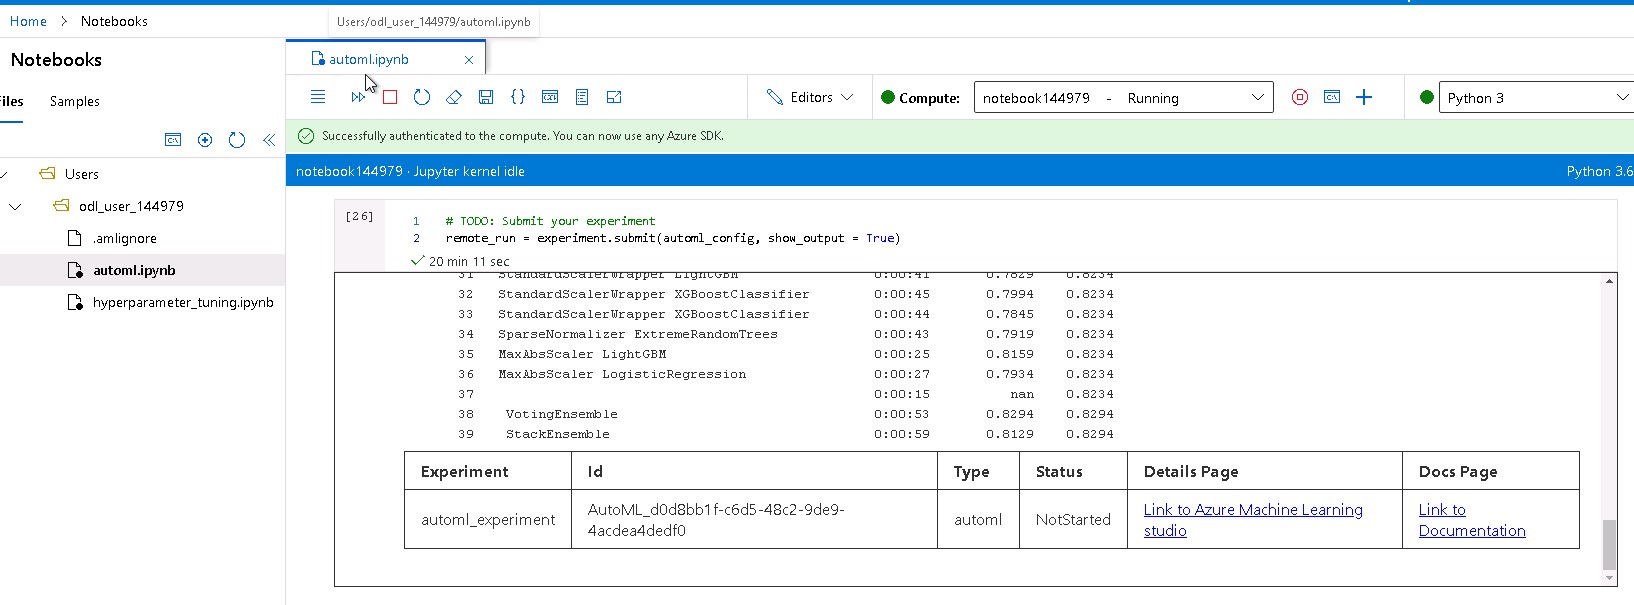 Home > Notebooks
Users/odl_user_144979/automl.ipynb
Notebooks
automl.ipynb
Files Samples
Editors
Compute:
notebook144979 - Running
Python 3
Successfully authenticated to the compute. You can now use any Azure SDK.
notebook144979 · Jupyter kernel idle
Python 3.6
Users
odl_user_144979
.amlignore
automl.ipynb
hyperparameter_tuning.ipynb
[26]
1 # TODO: Submit your experiment
2 remote_run = experiment.submit(automl_config, show_output = True)
20 min 11 sec
31 StandardScalerWrapper LightGBM 0:00:41 0.7829 0.8234
32 StandardScalerWrapper XGBoostClassifier 0:00:45 0.7994 0.8234
33 StandardScalerWrapper XGBoostClassifier 0:00:44 0.7845 0.8234
34 SparseNormalizer ExtremeRandomTrees 0:00:43 0.7919 0.8234
35 MaxAbsScaler LightGBM 0:00:25 0.8159 0.8234
36 MaxAbsScaler LogisticRegression 0:00:27 0.7934 0.8234
37 0:00:15 nan 0.8234
38 VotingEnsemble 0:00:53 0.8294 0.8294
39 StackEnsemble 0:00:59 0.8129 0.8294
Experiment Id Type Status Details Page Docs Page
automl_experiment AutoML_d0d8bb1f-c6d5-48c2-9de9-4acdea4dedf0 automl NotStarted Link to Azure Machine Learning studio Link to Documentation